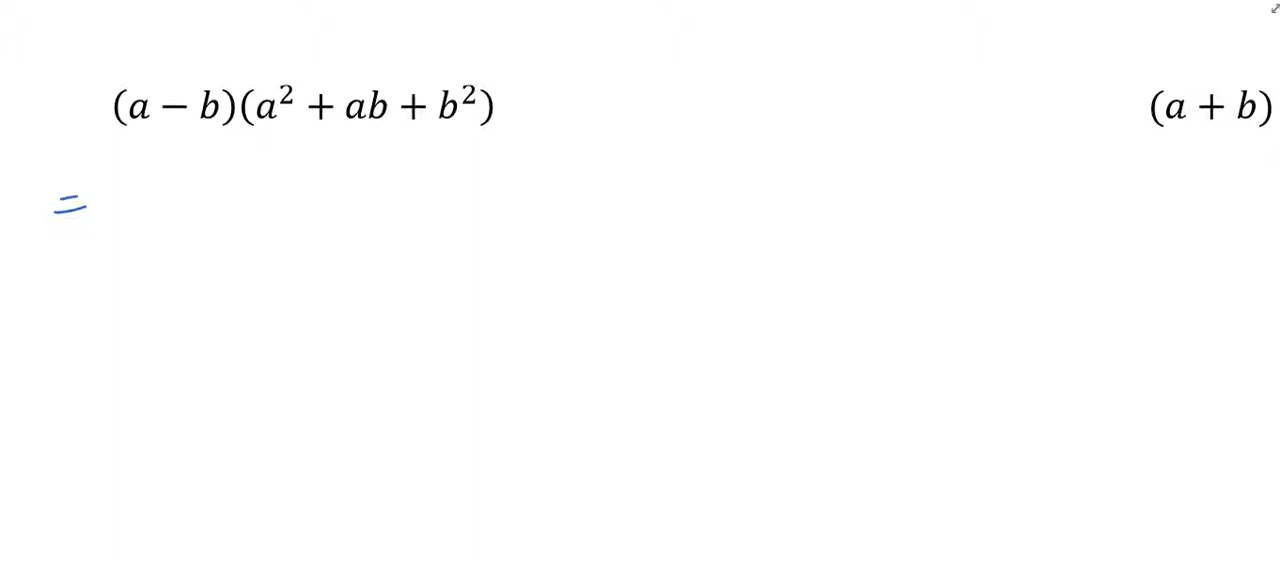 (a − b)(a² + ab + b²)
(a + b)
=